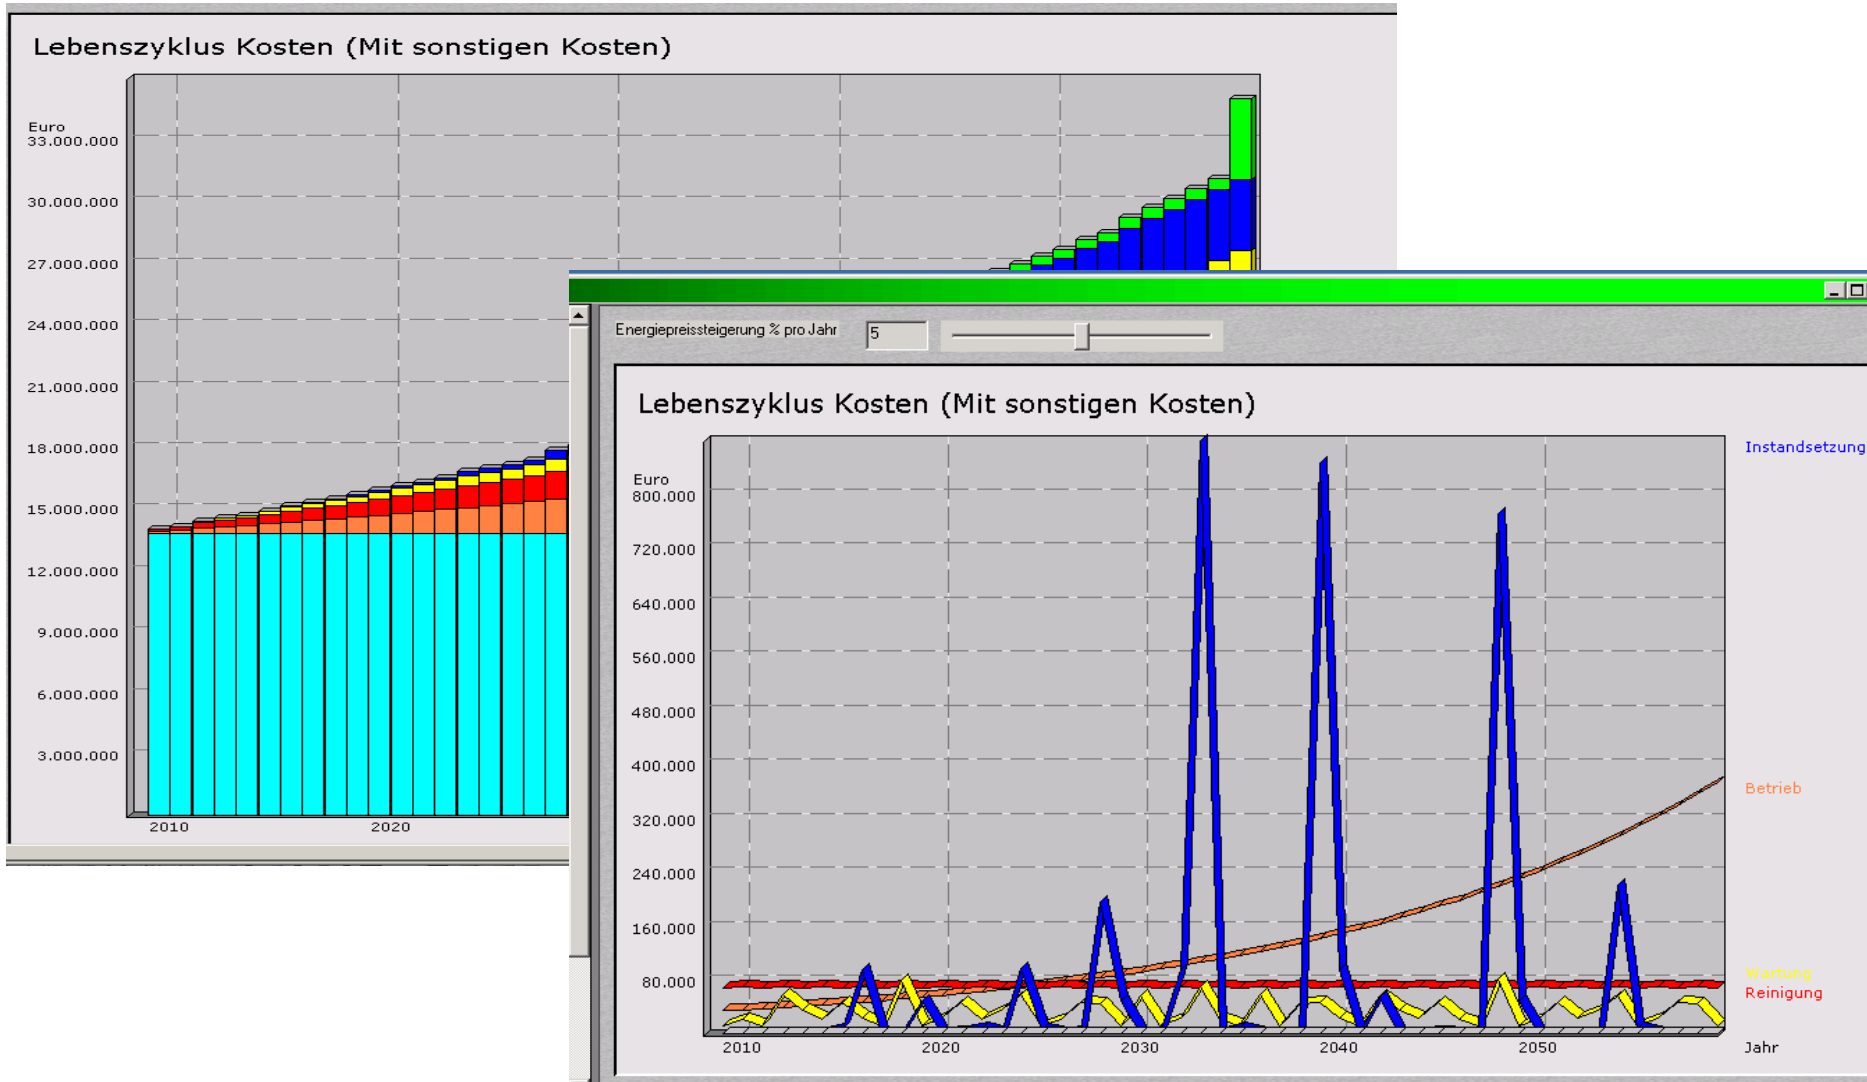 Lebenszyklus Kosten (Mit sonstigen Kosten)
Euro
33.000.000
30.000.000
27.000.000
24.000.000
21.000.000
18.000.000
15.000.000
12.000.000
9.000.000
6.000.000
3.000.000
2010 2020
Energiepreissteigerung % pro Jahr 5
Lebenszyklus Kosten (Mit sonstigen Kosten)
Euro
800.000
720.000
640.000
560.000
480.000
400.000
320.000
240.000
160.000
80.000
2010 2020 2030 2040 2050 Jahr
Instandsetzung
Betrieb
Wartung
Reinigung